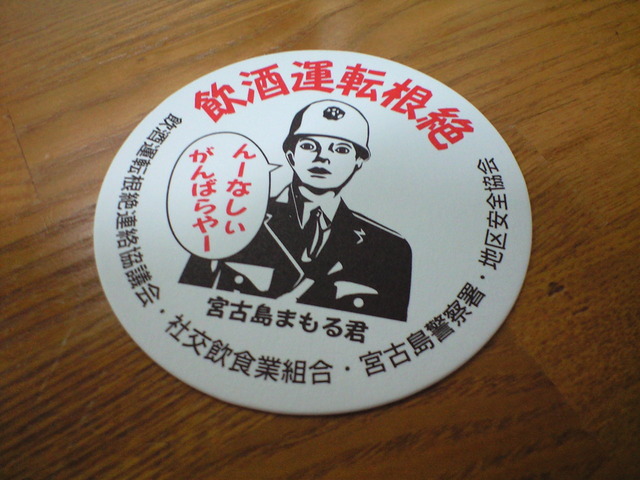 飲酒運転根絶
んーなしぃ
がんばらやー
宮古島まもる君
飲酒運転根絶連絡協議会・社交飲食業組合・宮古島警察署・地区安全協会